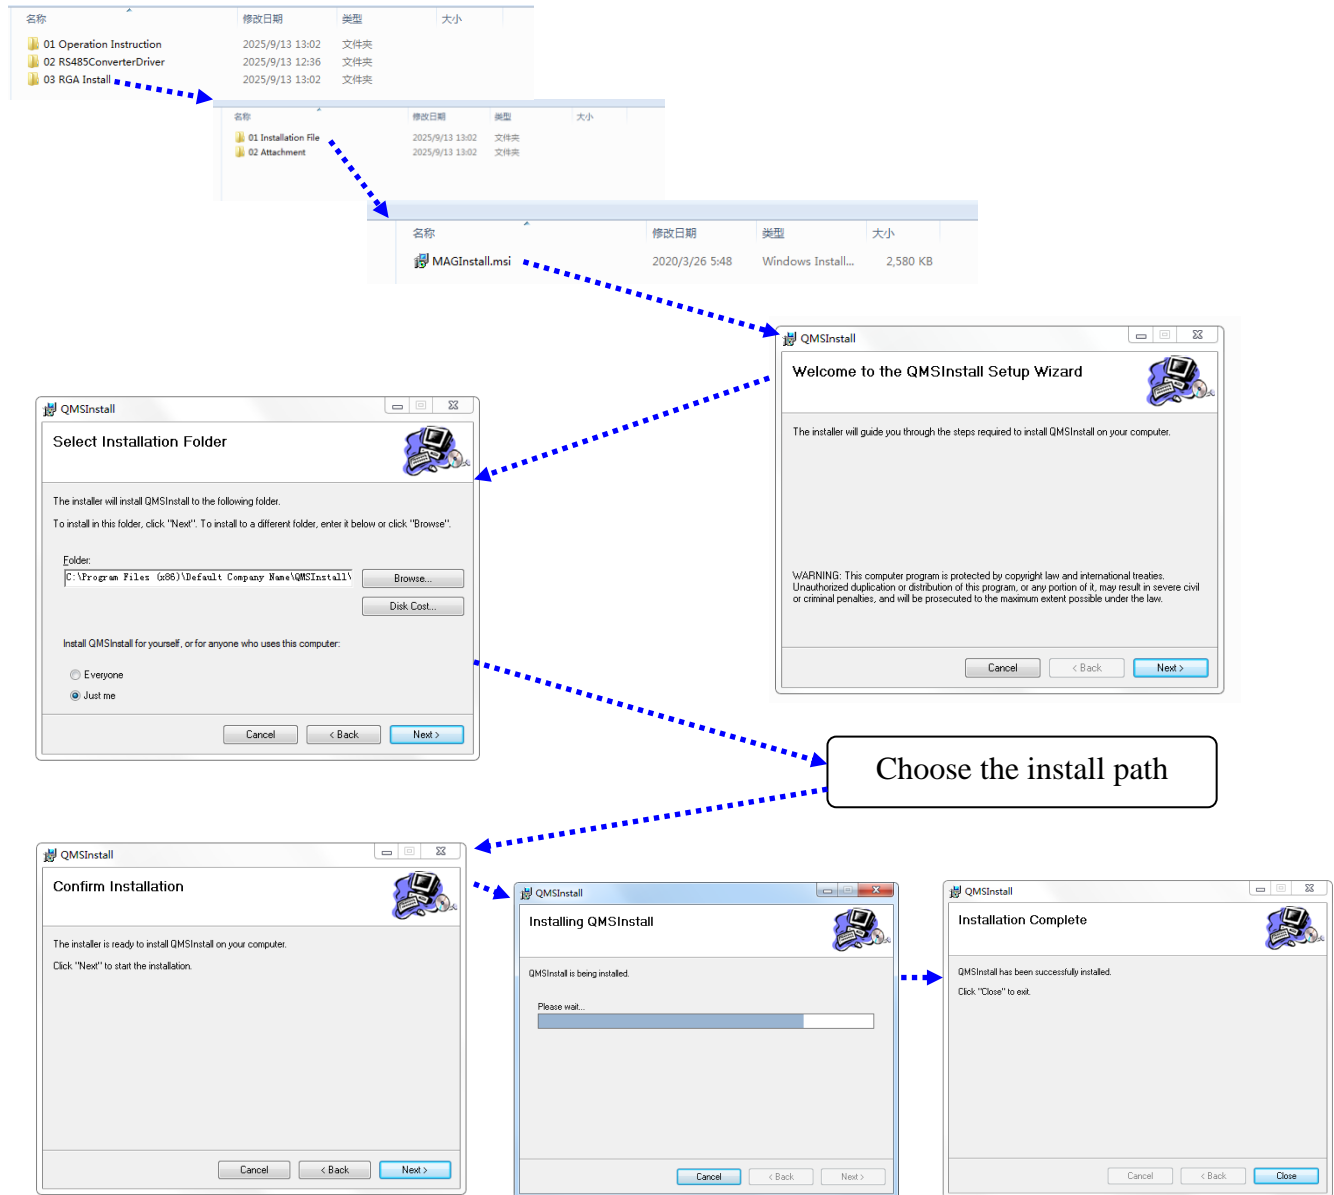 名称 修改日期 类型 大小
01 Operation Instruction 2025/9/13 13:02 文件夹
02 RS485ConverterDriver 2025/9/13 12:36 文件夹
03 RGA Install 2025/9/13 13:02 文件夹
名称 修改日期 类型 大小
01 Installation File 2025/9/13 13:02 文件夹
02 Attachment 2025/9/13 13:02 文件夹
名称 修改日期 类型 大小
MAGInstall.msi 2020/3/26 5:48 Windows Install... 2,580 KB
QMSInstall
Welcome to the QMSInstall Setup Wizard
The installer will guide you through the steps required to install QMSInstall on your computer.
WARNING: This computer program is protected by copyright law and international treaties.
Unauthorized duplication or distribution of this program, or any portion of it, may result in severe civil
or criminal penalties, and will be prosecuted to the maximum extent possible under the law.
Cancel < Back Next >
QMSInstall
Select Installation Folder
The installer will install QMSInstall to the following folder.
To install in this folder, click "Next". To install to a different folder, enter it below or click "Browse".
Folder:
C:\Program Files (x86)\Default Company Name\QMSInstall\ Browse...
Disk Cost...
Install QMSInstall for yourself, or for anyone who uses this computer:
Everyone
Just me
Cancel < Back Next >
Choose the install path
QMSInstall
Confirm Installation
The installer is ready to install QMSInstall on your computer.
Click "Next" to start the installation.
Cancel < Back Next >
QMSInstall
Installing QMSInstall
QMSInstall is being installed.
Please wait...
Cancel < Back Next >
QMSInstall
Installation Complete
QMSInstall has been successfully installed.
Click "Close" to exit.
Cancel < Back Close